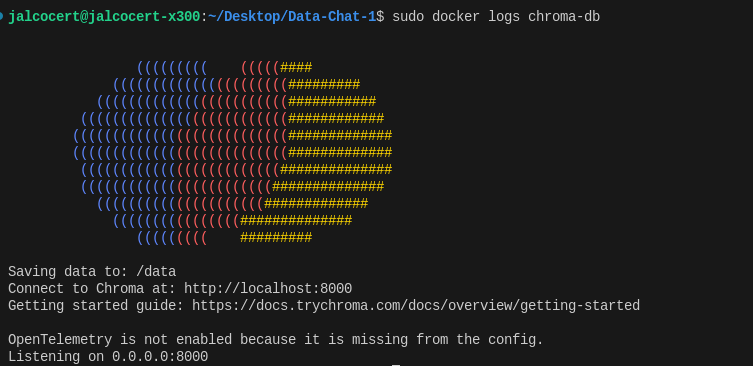 jalcocert@jalcocert-x300:~/Desktop/Data-Chat-1$ sudo docker logs chroma-db
(((((((((    (((((####
(((((((((((((((((((((((#########
((((((((((((((((((((((((###########
((((((((((((((((((((((((((############
(((((((((((((((((((((((((((#############
(((((((((((((((((((((((((((#############
(((((((((((((((((((((((((##############
((((((((((((((((((((((((##############
(((((((((((((((((((((#############
((((((((((((((((##############
(((((((((    #########
Saving data to: /data
Connect to Chroma at: http://localhost:8000
Getting started guide: https://docs.trychroma.com/docs/overview/getting-started
OpenTelemetry is not enabled because it is missing from the config.
Listening on 0.0.0.0:8000